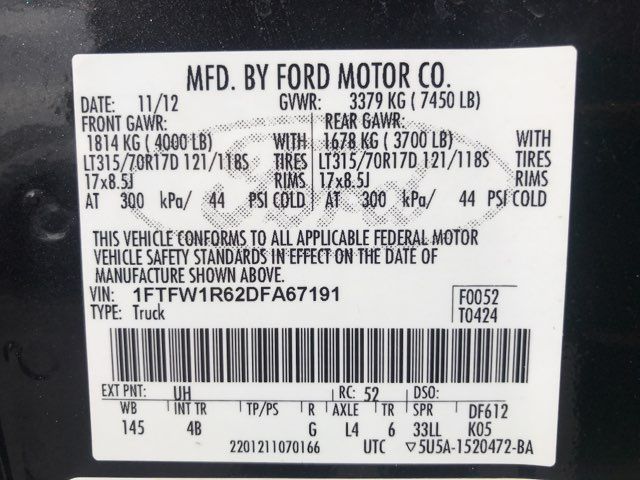 MFD. BY FORD MOTOR CO.
DATE: 11/12 GVWR: 3379 KG ( 7450 LB)
FRONT GAWR: REAR GAWR:
1814 KG ( 4000 LB) WITH 1678 KG ( 3700 LB) WITH
LT315/70R17D 121/118S TIRES LT315/70R17D 121/118S TIRES
17x8.5J RIMS 17x8.5J RIMS
AT 300 kPa/ 44 PSI COLD AT 300 kPa/ 44 PSI COLD
THIS VEHICLE CONFORMS TO ALL APPLICABLE FEDERAL MOTOR
VEHICLE SAFETY STANDARDS IN EFFECT ON THE DATE OF
MANUFACTURE SHOWN ABOVE.
VIN: 1FTFW1R62DFA67191 F0052
TYPE: Truck T0424
EXT PNT: UH RC: 52 DSO:
WB INT TR TP/PS R AXLE TR SPR DF612
145 4B G L4 6 33LL K05
2201211070166 UTC ▽5U5A-1520472-BA